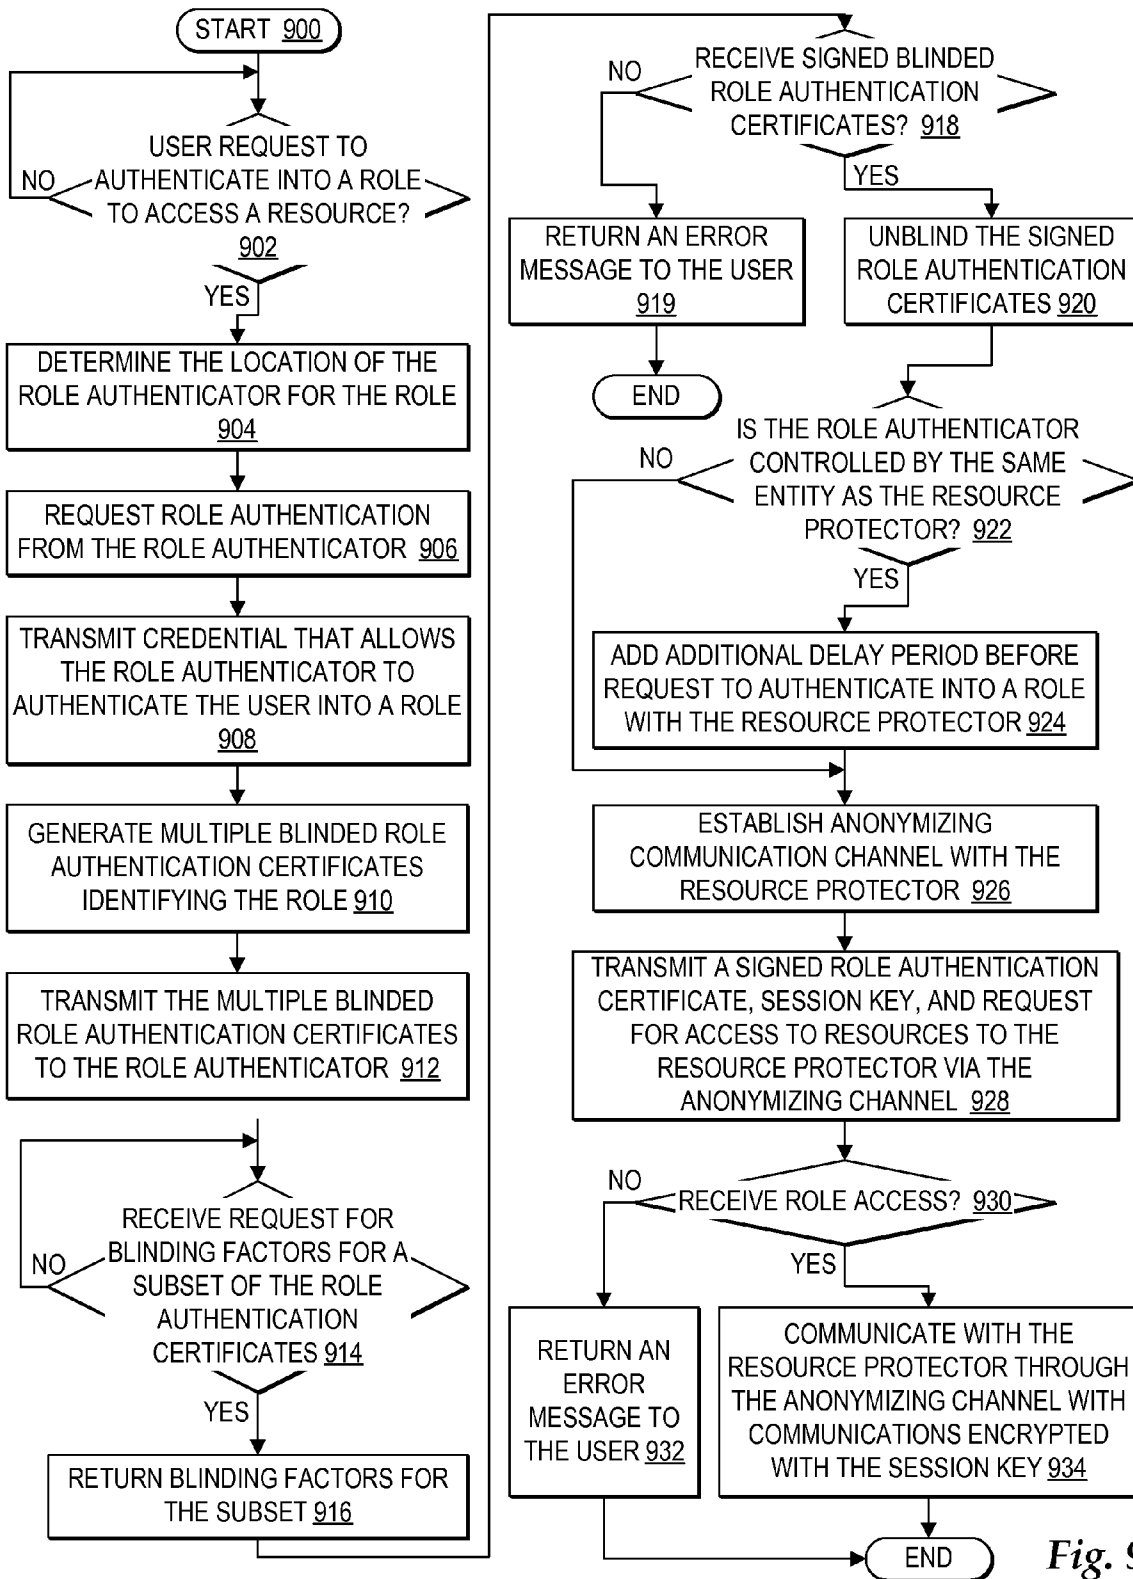 START 900
USER REQUEST TO
AUTHENTICATE INTO A ROLE
TO ACCESS A RESOURCE?
902
NO
YES
DETERMINE THE LOCATION OF THE
ROLE AUTHENTICATOR FOR THE ROLE
904
REQUEST ROLE AUTHENTICATION
FROM THE ROLE AUTHENTICATOR 906
TRANSMIT CREDENTIAL THAT ALLOWS
THE ROLE AUTHENTICATOR TO
AUTHENTICATE THE USER INTO A ROLE
908
GENERATE MULTIPLE BLINDED ROLE
AUTHENTICATION CERTIFICATES
IDENTIFYING THE ROLE 910
TRANSMIT THE MULTIPLE BLINDED
ROLE AUTHENTICATION CERTIFICATES
TO THE ROLE AUTHENTICATOR 912
RECEIVE REQUEST FOR
BLINDING FACTORS FOR A
SUBSET OF THE ROLE
AUTHENTICATION
CERTIFICATES 914
NO
YES
RETURN BLINDING FACTORS FOR
THE SUBSET 916
RECEIVE SIGNED BLINDED
ROLE AUTHENTICATION
CERTIFICATES? 918
NO
YES
RETURN AN ERROR
MESSAGE TO THE USER
919
END
UNBLIND THE SIGNED
ROLE AUTHENTICATION
CERTIFICATES 920
IS THE ROLE AUTHENTICATOR
CONTROLLED BY THE SAME
ENTITY AS THE RESOURCE
PROTECTOR? 922
NO
YES
ADD ADDITIONAL DELAY PERIOD BEFORE
REQUEST TO AUTHENTICATE INTO A ROLE
WITH THE RESOURCE PROTECTOR 924
ESTABLISH ANONYMIZING
COMMUNICATION CHANNEL WITH THE
RESOURCE PROTECTOR 926
TRANSMIT A SIGNED ROLE AUTHENTICATION
CERTIFICATE, SESSION KEY, AND REQUEST
FOR ACCESS TO RESOURCES TO THE
RESOURCE PROTECTOR VIA THE
ANONYMIZING CHANNEL 928
RECEIVE ROLE ACCESS? 930
NO
YES
RETURN AN
ERROR
MESSAGE TO
THE USER 932
COMMUNICATE WITH THE
RESOURCE PROTECTOR THROUGH
THE ANONYMIZING CHANNEL WITH
COMMUNICATIONS ENCRYPTED
WITH THE SESSION KEY 934
END
Fig. 9